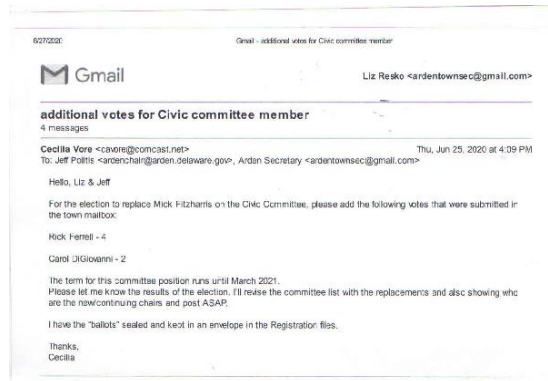 6/27/2020 Gmail - additional votes for Civic committee member
Gmail Liz Resko <ardentownsec@gmail.com>
additional votes for Civic committee member
4 messages
Cecilia Vore <cavore@comcast.net> Thu, Jun 25, 2020 at 4:09 PM
To: Jeff Politis <ardenchair@arden.delaware.gov>, Arden Secretary <ardentownsec@gmail.com>
Hello, Liz & Jeff
For the election to replace Mick Fitzharris on the Civic Committee, please add the following votes that were submitted in
the town mailbox:
Rick Ferrell - 4
Carol DiGiovanni - 2
The term for this committee position runs until March 2021.
Please let me know the results of the election. I'll revise the committee list with the replacements and also showing who
are the new/continuing chairs and post ASAP.
I have the "ballots" sealed and kept in an envelope in the Registration files.
Thanks,
Cecilia